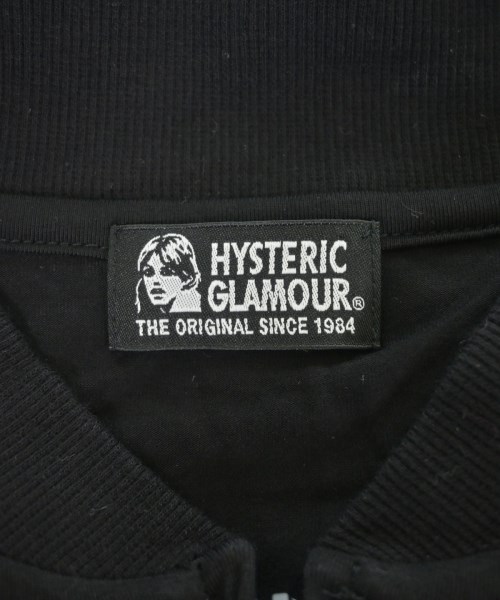 HYSTERIC
GLAMOUR®
THE ORIGINAL SINCE 1984